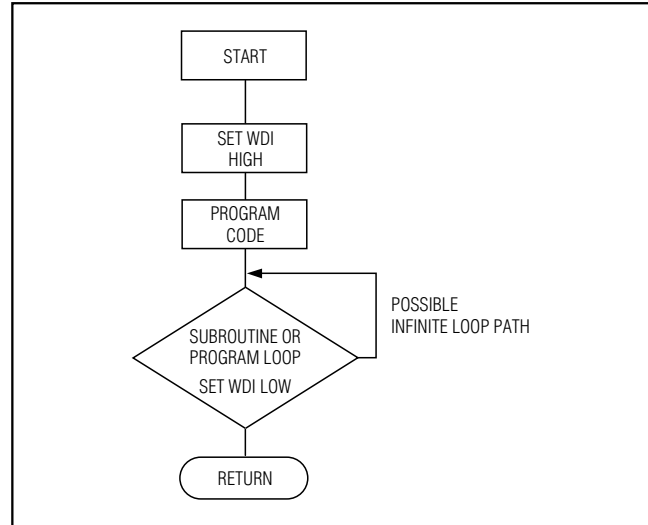 START
SET WDI
HIGH
PROGRAM
CODE
POSSIBLE
INFINITE LOOP PATH
SUBROUTINE OR
PROGRAM LOOP
SET WDI LOW
RETURN